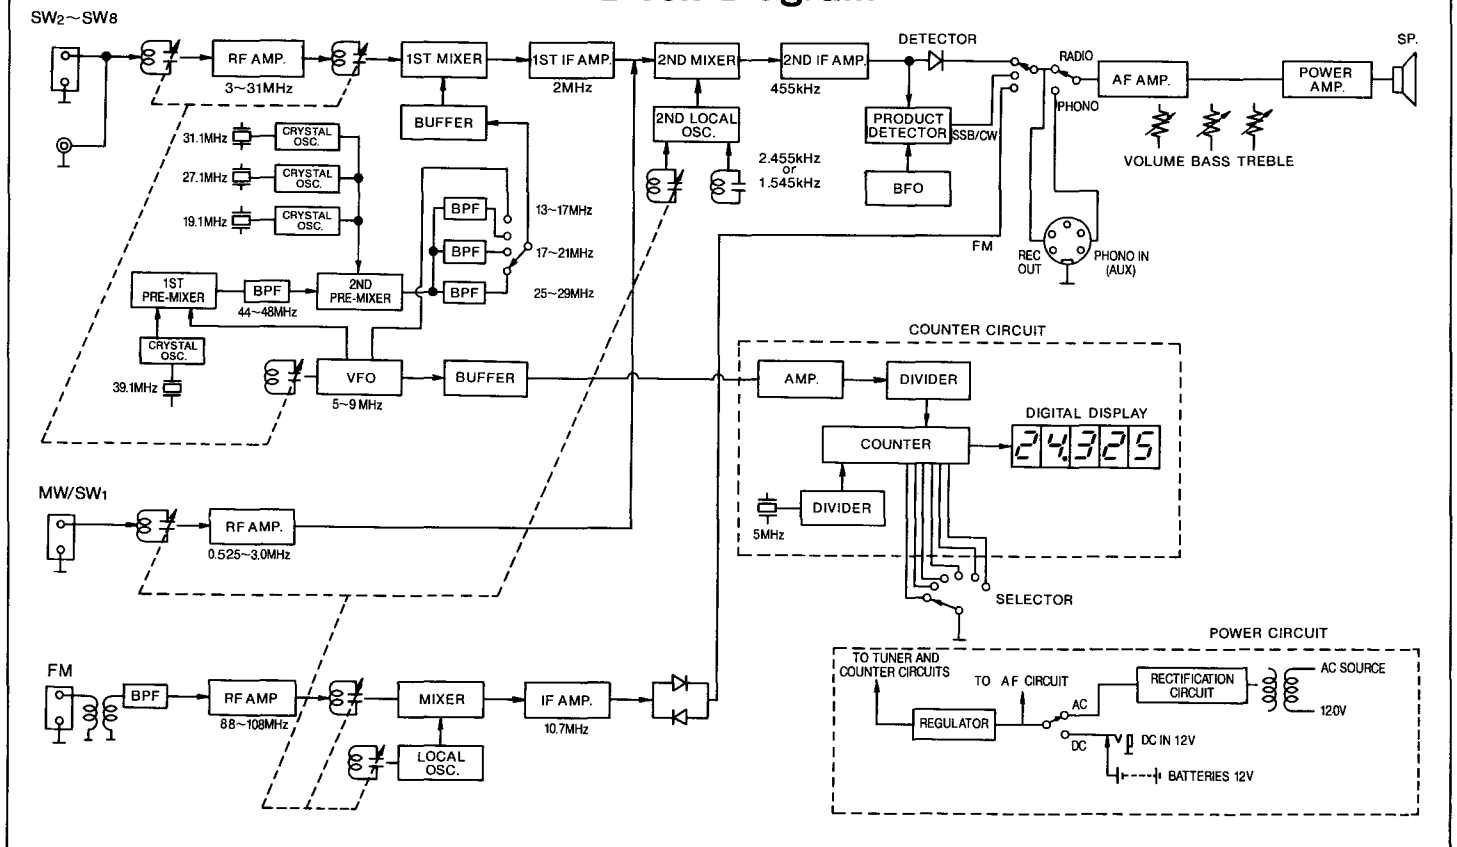 SW2~SW8
RF AMP.
3~31MHz
1ST MIXER
1ST IF AMP.
2MHz
2ND MIXER
2ND IF AMP.
455kHz
DETECTOR
RADIO
PHONO
AF AMP.
POWER
AMP.
SP.
BUFFER
2ND LOCAL
OSC.
PRODUCT
DETECTOR
SSB/CW
VOLUME BASS TREBLE
31.1MHz
CRYSTAL
OSC.
27.1MHz
CRYSTAL
OSC.
19.1MHz
CRYSTAL
OSC.
2.455kHz
or
1.545kHz
BFO
BPF
13~17MHz
BPF
17~21MHz
BPF
25~29MHz
FM
REC
OUT
PHONO IN
(AUX)
1ST
PRE-MIXER
BPF
44~48MHz
2ND
PRE-MIXER
CRYSTAL
OSC.
39.1MHz
VFO
5~9MHz
BUFFER
COUNTER CIRCUIT
AMP.
DIVIDER
COUNTER
DIGITAL DISPLAY
24.325
DIVIDER
5MHz
SELECTOR
MW/SW1
RF AMP.
0.525~3.0MHz
FM
BPF
RF AMP
88~108MHz
MIXER
IF AMP.
10.7MHz
LOCAL
OSC.
POWER CIRCUIT
TO TUNER AND
COUNTER CIRCUITS
TO AF CIRCUIT
REGULATOR
AC
DC
RECTIFICATION
CIRCUIT
AC SOURCE
120V
DC IN 12V
BATTERIES 12V